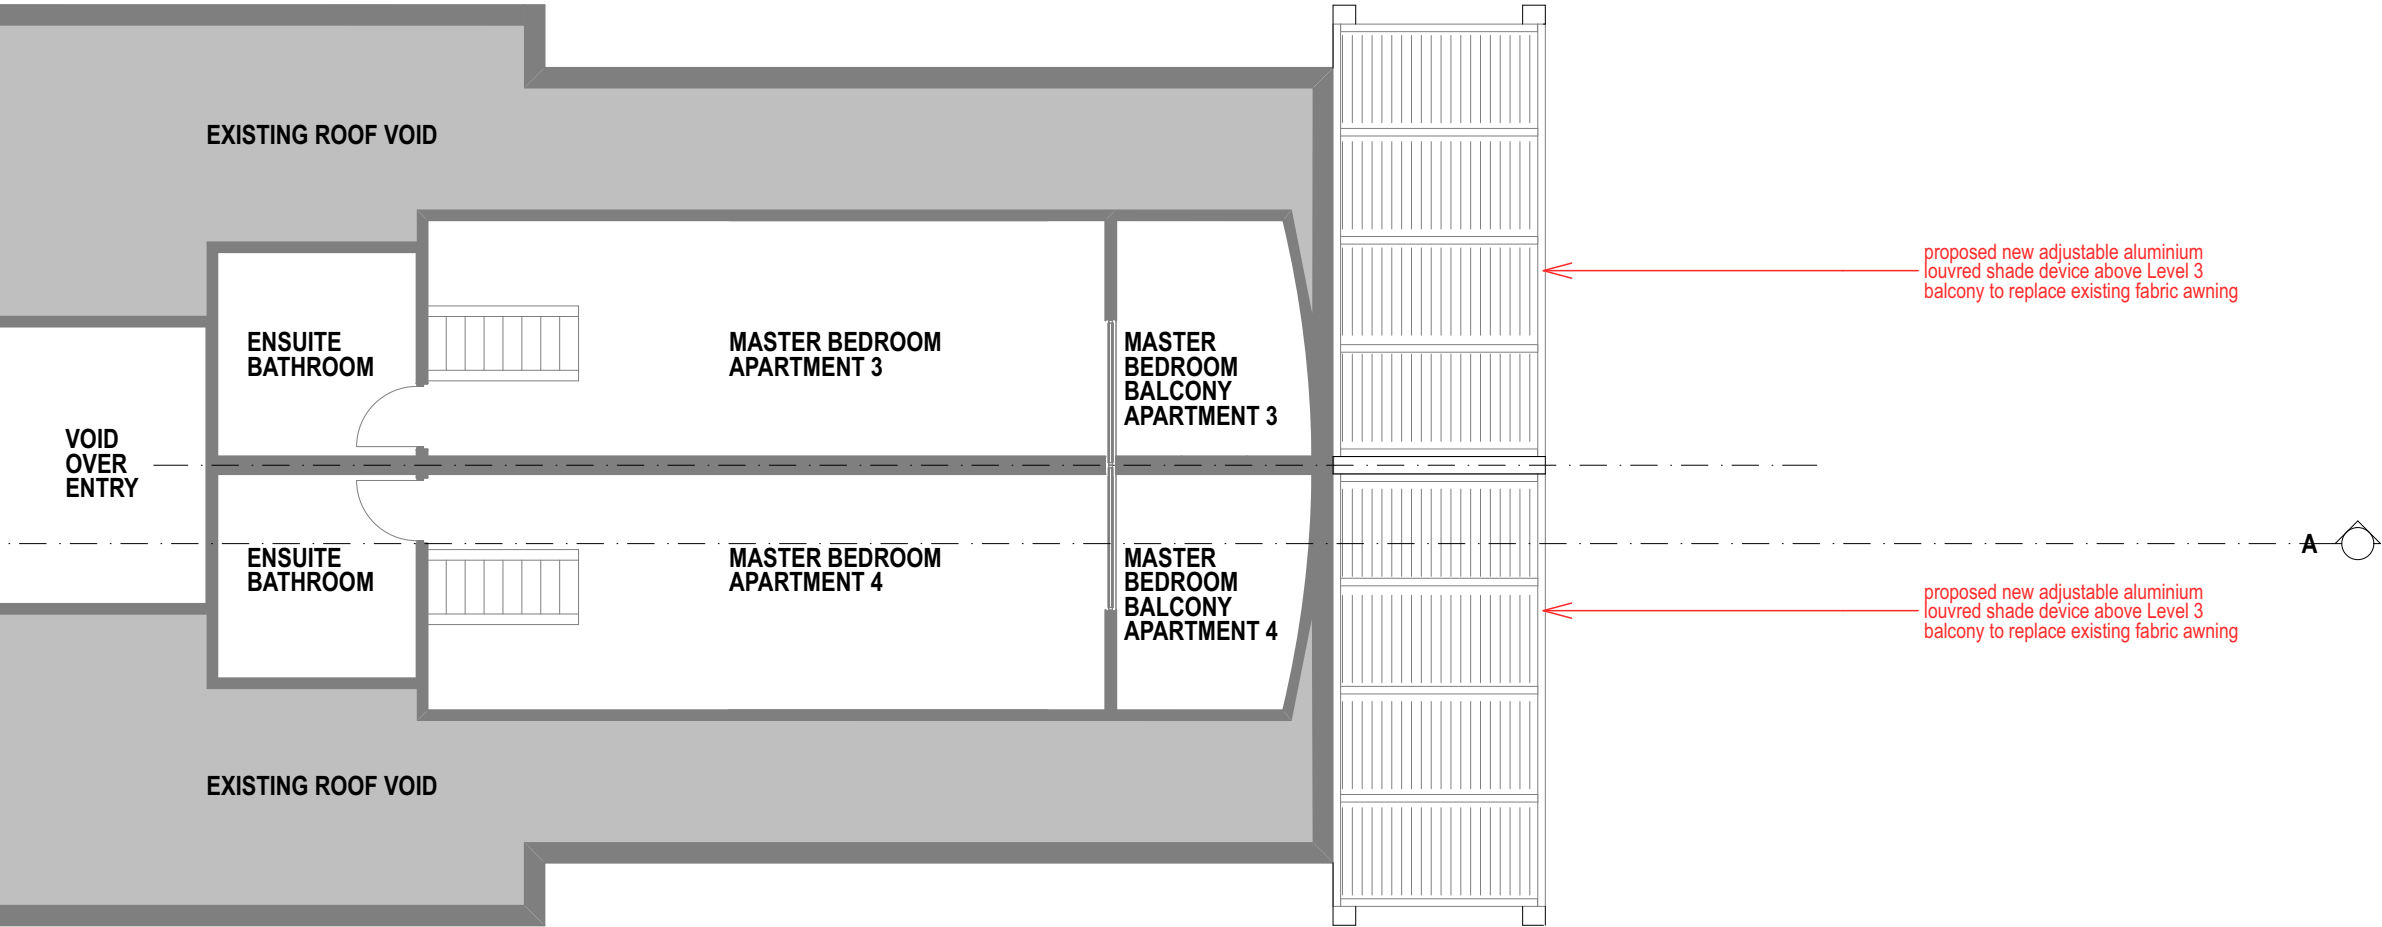 EXISTING ROOF VOID
proposed new adjustable aluminium
louvred shade device above Level 3
balcony to replace existing fabric awning
ENSUITE
BATHROOM
MASTER BEDROOM
APARTMENT 3
MASTER
BEDROOM
BALCONY
APARTMENT 3
VOID
OVER
ENTRY
A
ENSUITE
BATHROOM
MASTER BEDROOM
APARTMENT 4
MASTER
BEDROOM
BALCONY
APARTMENT 4
proposed new adjustable aluminium
louvred shade device above Level 3
balcony to replace existing fabric awning
EXISTING ROOF VOID